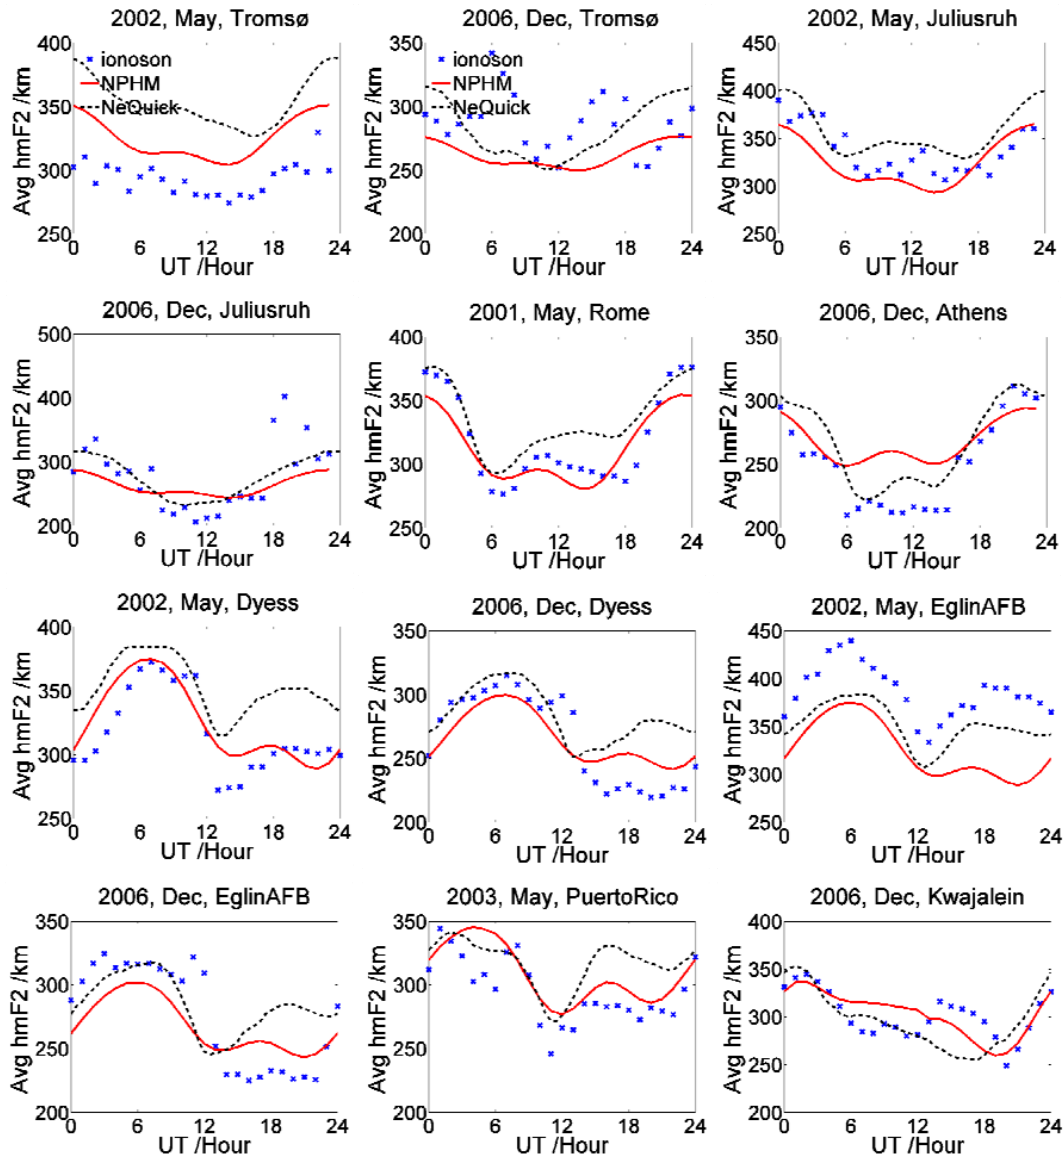 2002, May, Tromsø
Avg hmF2 /km
400
350
300
250
0 6 12 18 24
UT /Hour
ionoson
NPHM
NeQuick
2006, Dec, Tromsø
Avg hmF2 /km
350
300
250
200
0 6 12 18 24
UT /Hour
ionoson
NPHM
NeQuick
2002, May, Juliusruh
Avg hmF2 /km
450
400
350
300
250
0 6 12 18 24
UT /Hour
2006, Dec, Juliusruh
Avg hmF2 /km
500
400
300
200
0 6 12 18 24
UT /Hour
2001, May, Rome
Avg hmF2 /km
400
350
300
250
0 6 12 18 24
UT /Hour
2006, Dec, Athens
Avg hmF2 /km
350
300
250
200
0 6 12 18 24
UT /Hour
2002, May, Dyess
Avg hmF2 /km
400
350
300
250
0 6 12 18 24
UT /Hour
2006, Dec, Dyess
Avg hmF2 /km
350
300
250
200
0 6 12 18 24
UT /Hour
2002, May, EglinAFB
Avg hmF2 /km
450
400
350
300
250
0 6 12 18 24
UT /Hour
2006, Dec, EglinAFB
Avg hmF2 /km
350
300
250
200
0 6 12 18 24
UT /Hour
2003, May, PuertoRico
Avg hmF2 /km
350
300
250
200
0 6 12 18 24
UT /Hour
2006, Dec, Kwajalein
Avg hmF2 /km
400
350
300
250
200
0 6 12 18 24
UT /Hour